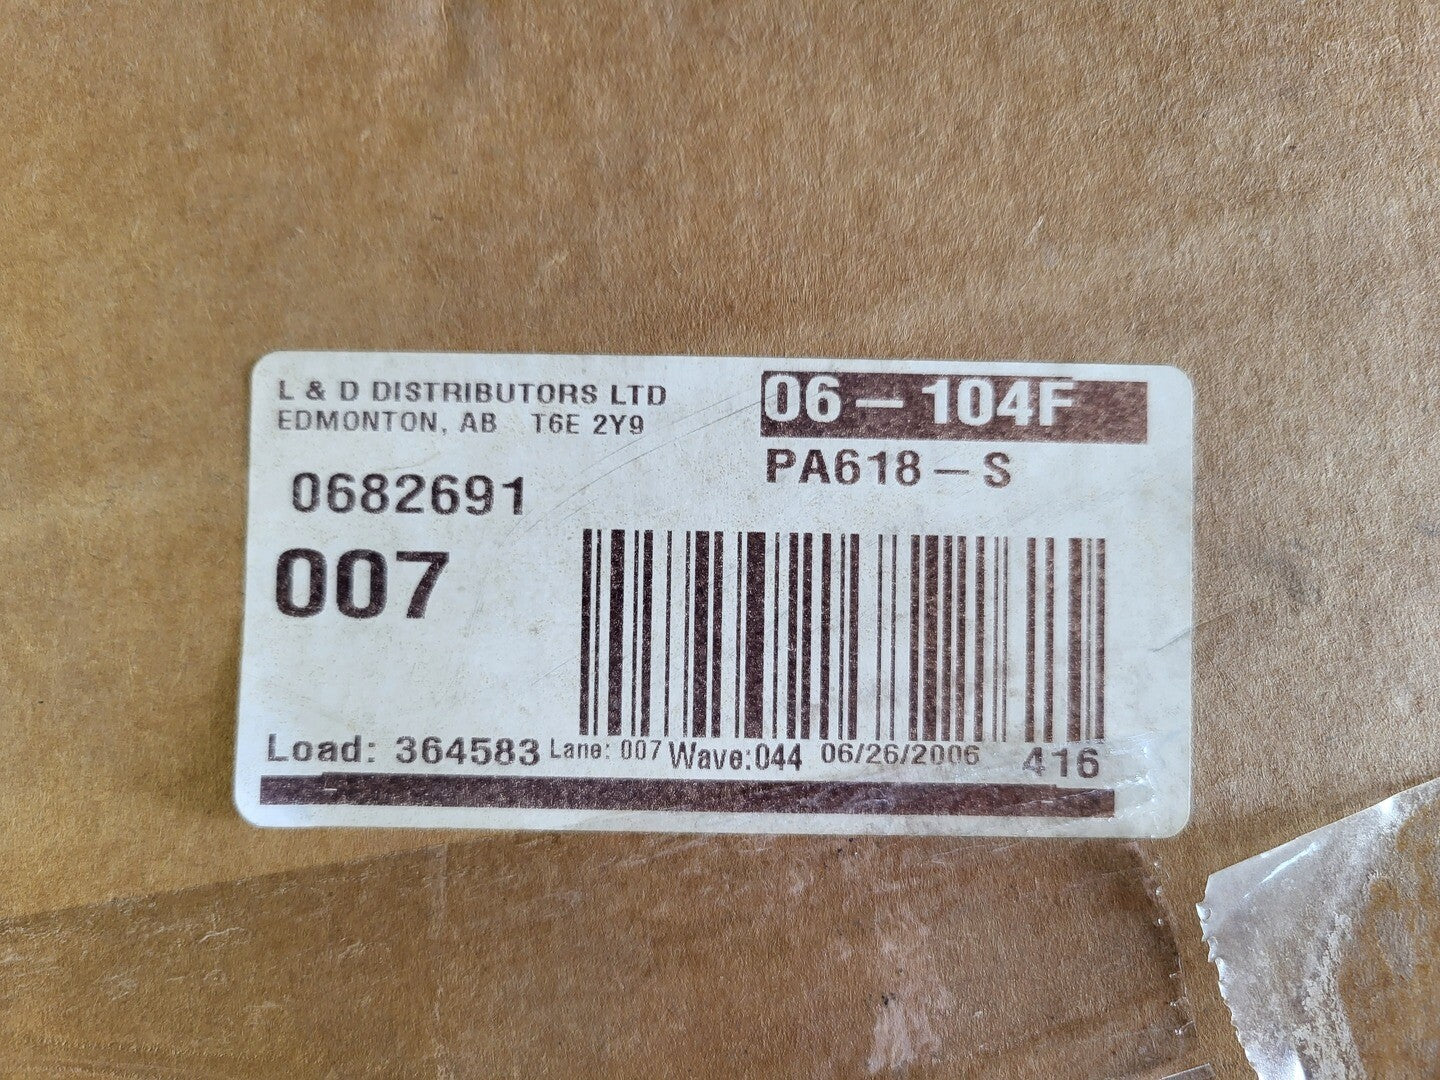 L & D DISTRIBUTORS LTD
EDMONTON, AB T6E 2Y9
06-104F
PA618-S
0682691
007
Load: 364583 Lane: 007 Wave:044 06/26/2006 416